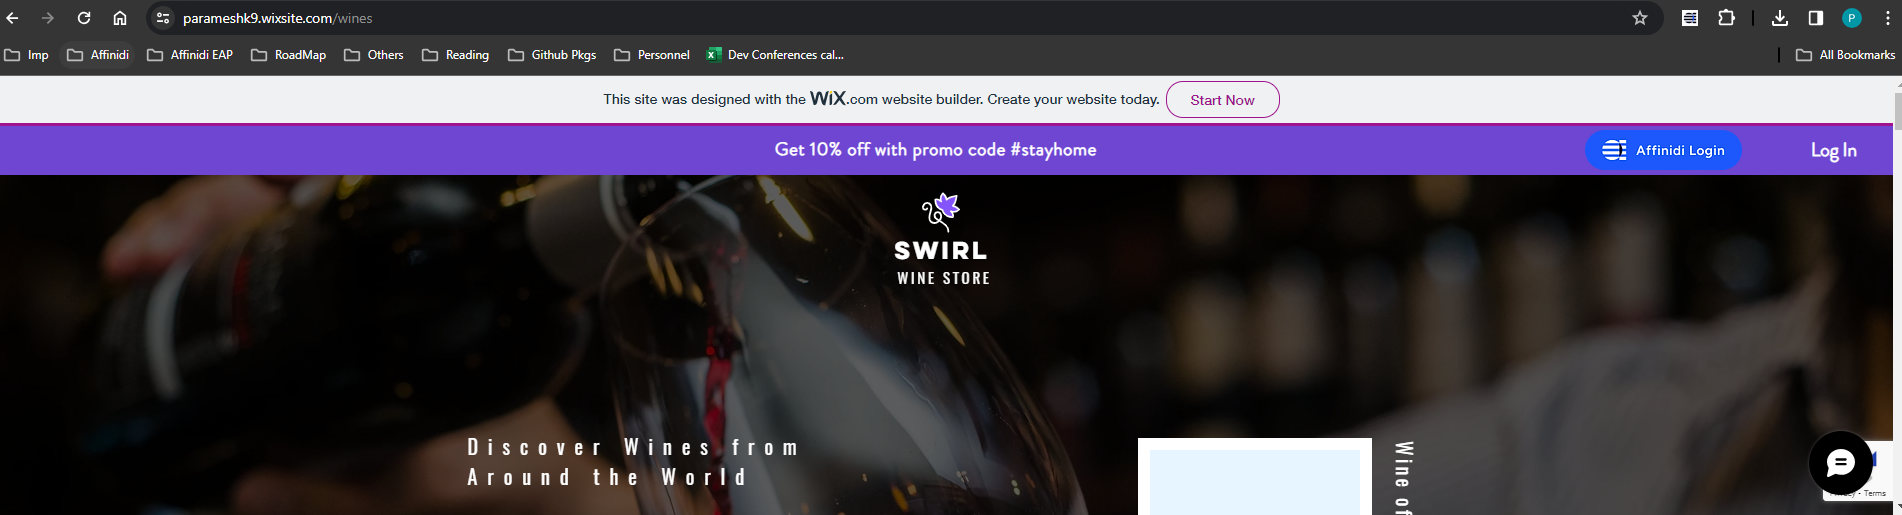 parameshk9.wixsite.com/wines
P
Imp
Affinidi
Affinidi EAP
RoadMap
Others
Reading
Github Pkgs
Personnel
Dev Conferences cal...
All Bookmarks
This site was designed with the WiX.com website builder. Create your website today.
Start Now
Get 10% off with promo code #stayhome
Affinidi Login
Log In
SWIRL
WINE STORE
Discover Wines from
Around the World
Wine of
Privacy - Terms